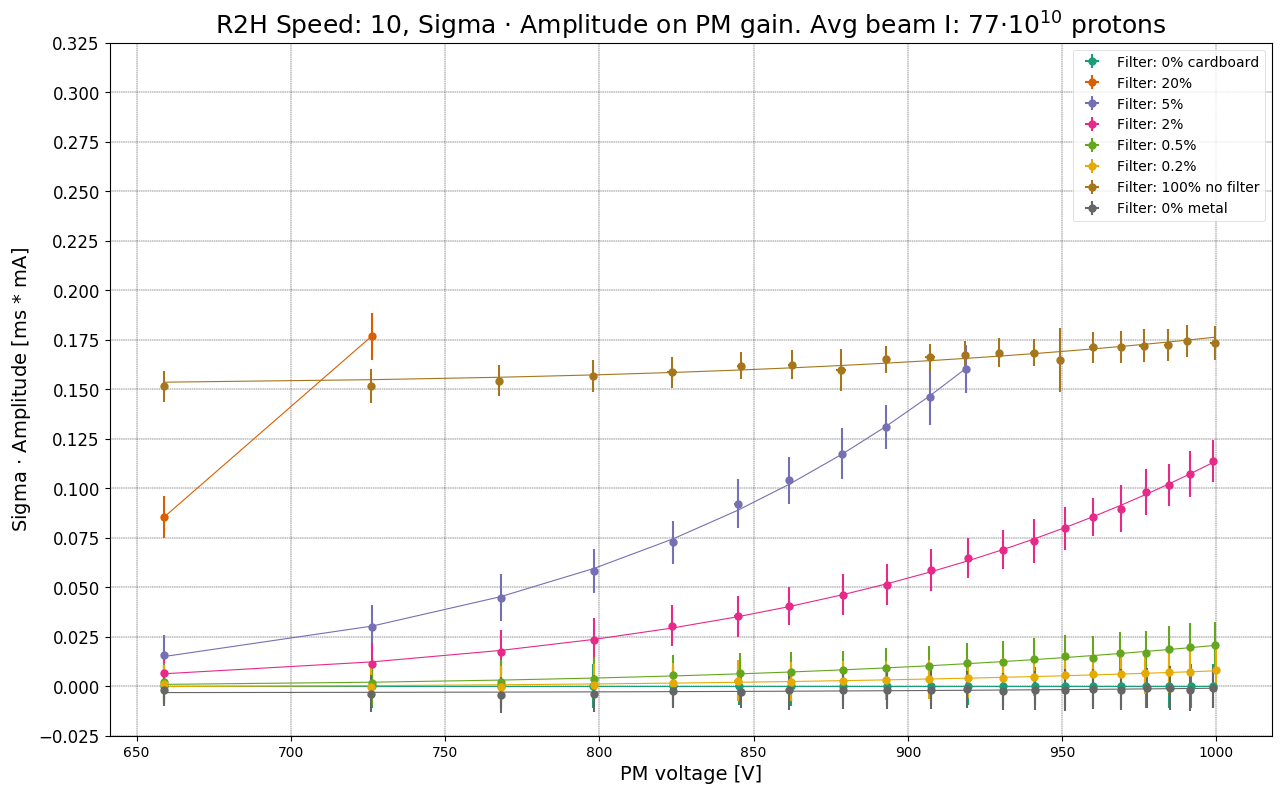 R2H Speed: 10, Sigma · Amplitude on PM gain. Avg beam I: 77·10¹⁰ protons
Sigma · Amplitude [ms * mA]
0.325
0.300
0.275
0.250
0.225
0.200
0.175
0.150
0.125
0.100
0.075
0.050
0.025
0.000
−0.025
Filter: 0% cardboard
Filter: 20%
Filter: 5%
Filter: 2%
Filter: 0.5%
Filter: 0.2%
Filter: 100% no filter
Filter: 0% metal
650 700 750 800 850 900 950 1000
PM voltage [V]